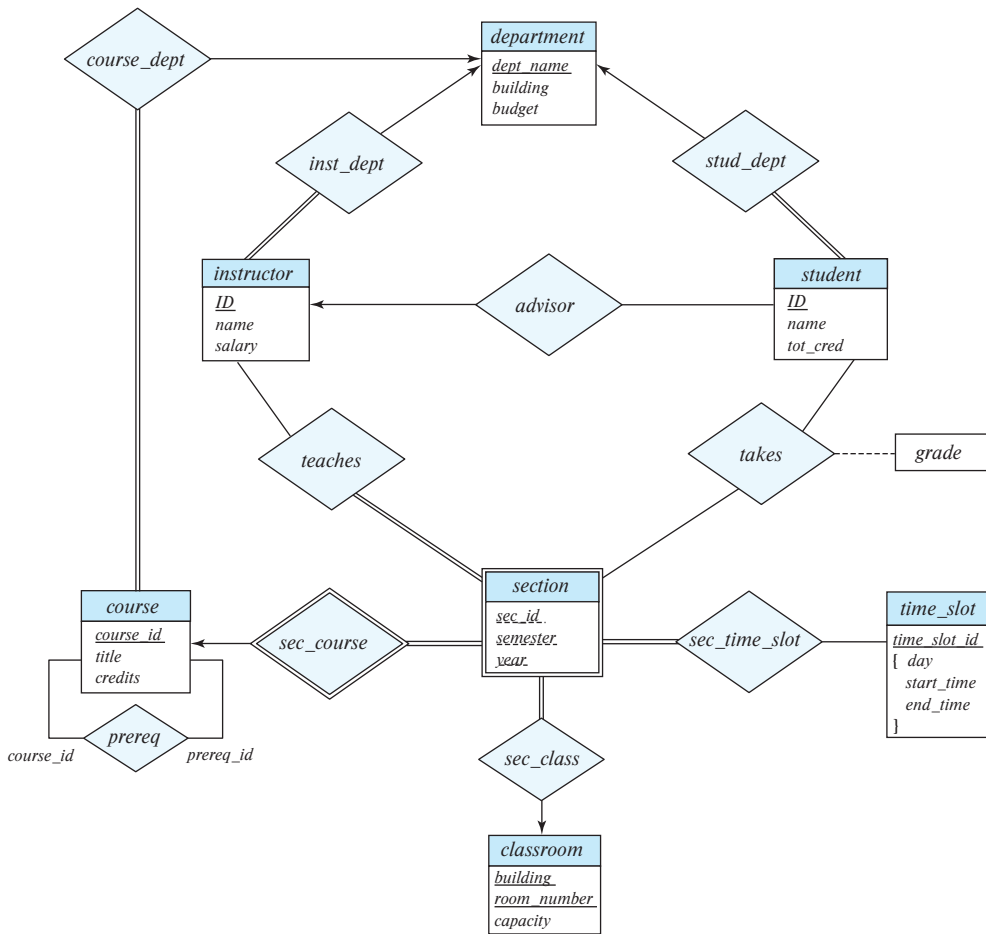 department
course_dept
dept_name
building
budget
inst_dept
stud_dept
instructor
ID
name
salary
advisor
student
ID
name
tot_cred
teaches
takes
grade
course
course_id
title
credits
sec_course
section
sec_id
semester
year
sec_time_slot
time_slot
time_slot_id
{ day
start_time
end_time
}
prereq
course_id
prereq_id
sec_class
classroom
building
room_number
capacity